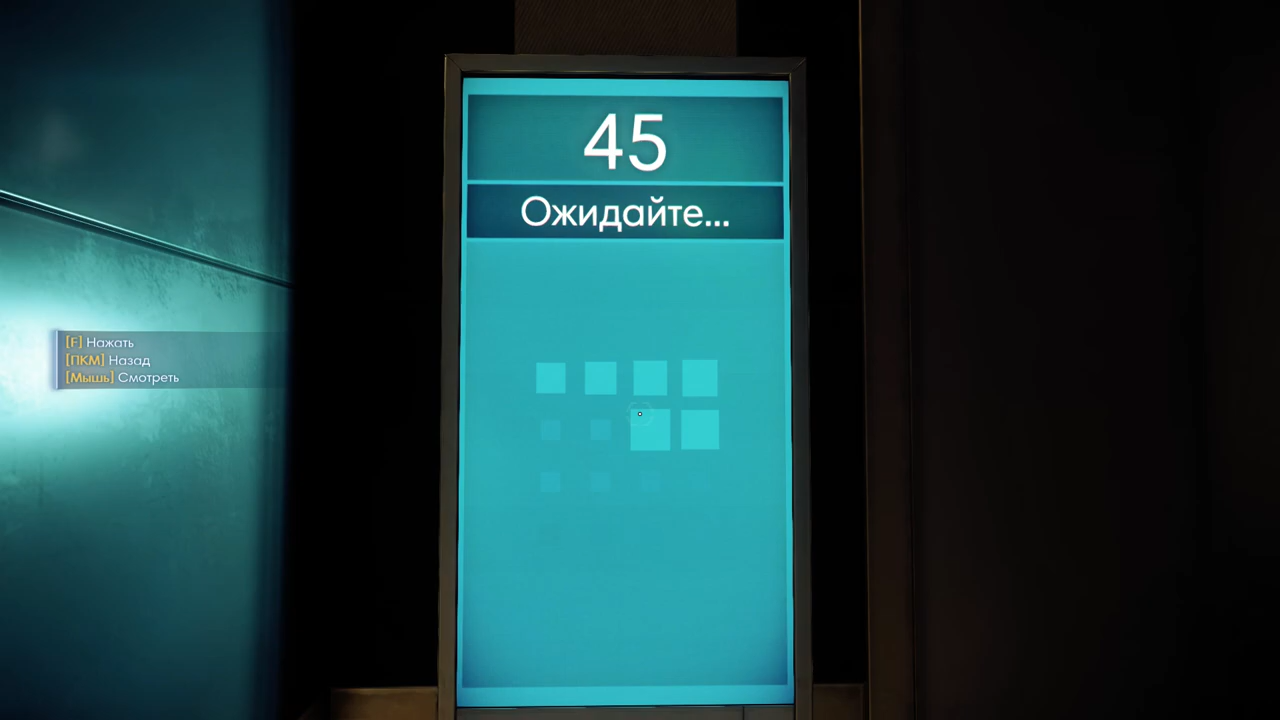 45
Ожидайте...
[F] Нажать
[ПКМ] Назад
[Мышь] Смотреть